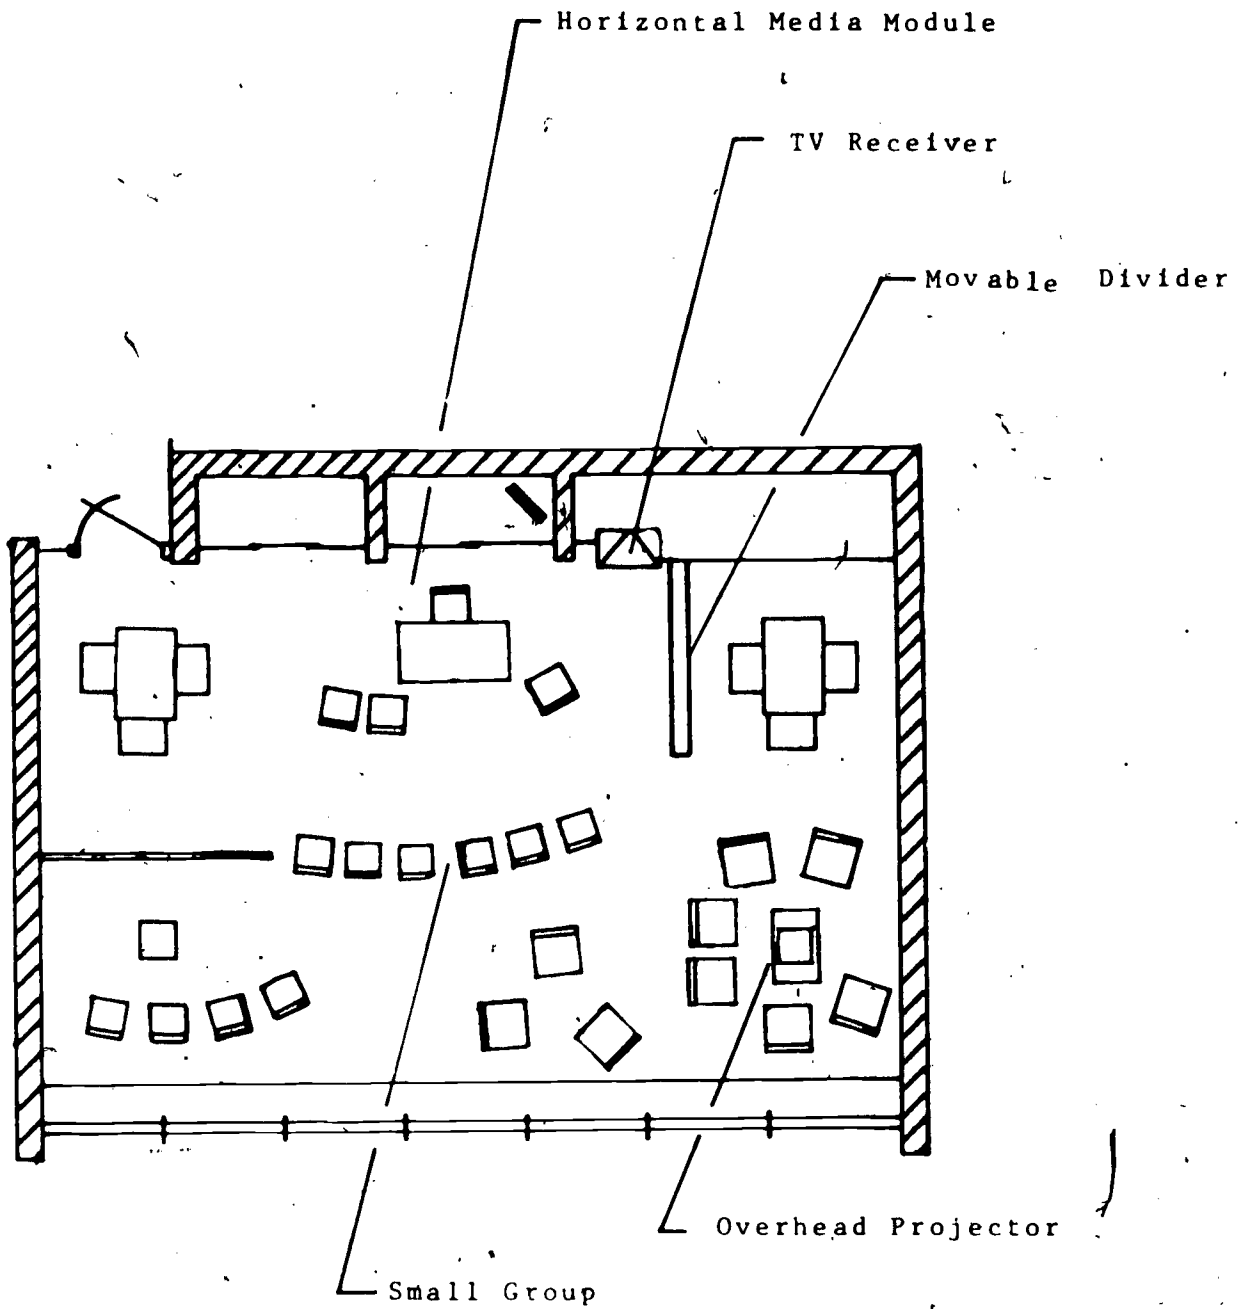 Horizontal Media Module
TV Receiver
Movable Divider
Overhead Projector
Small Group